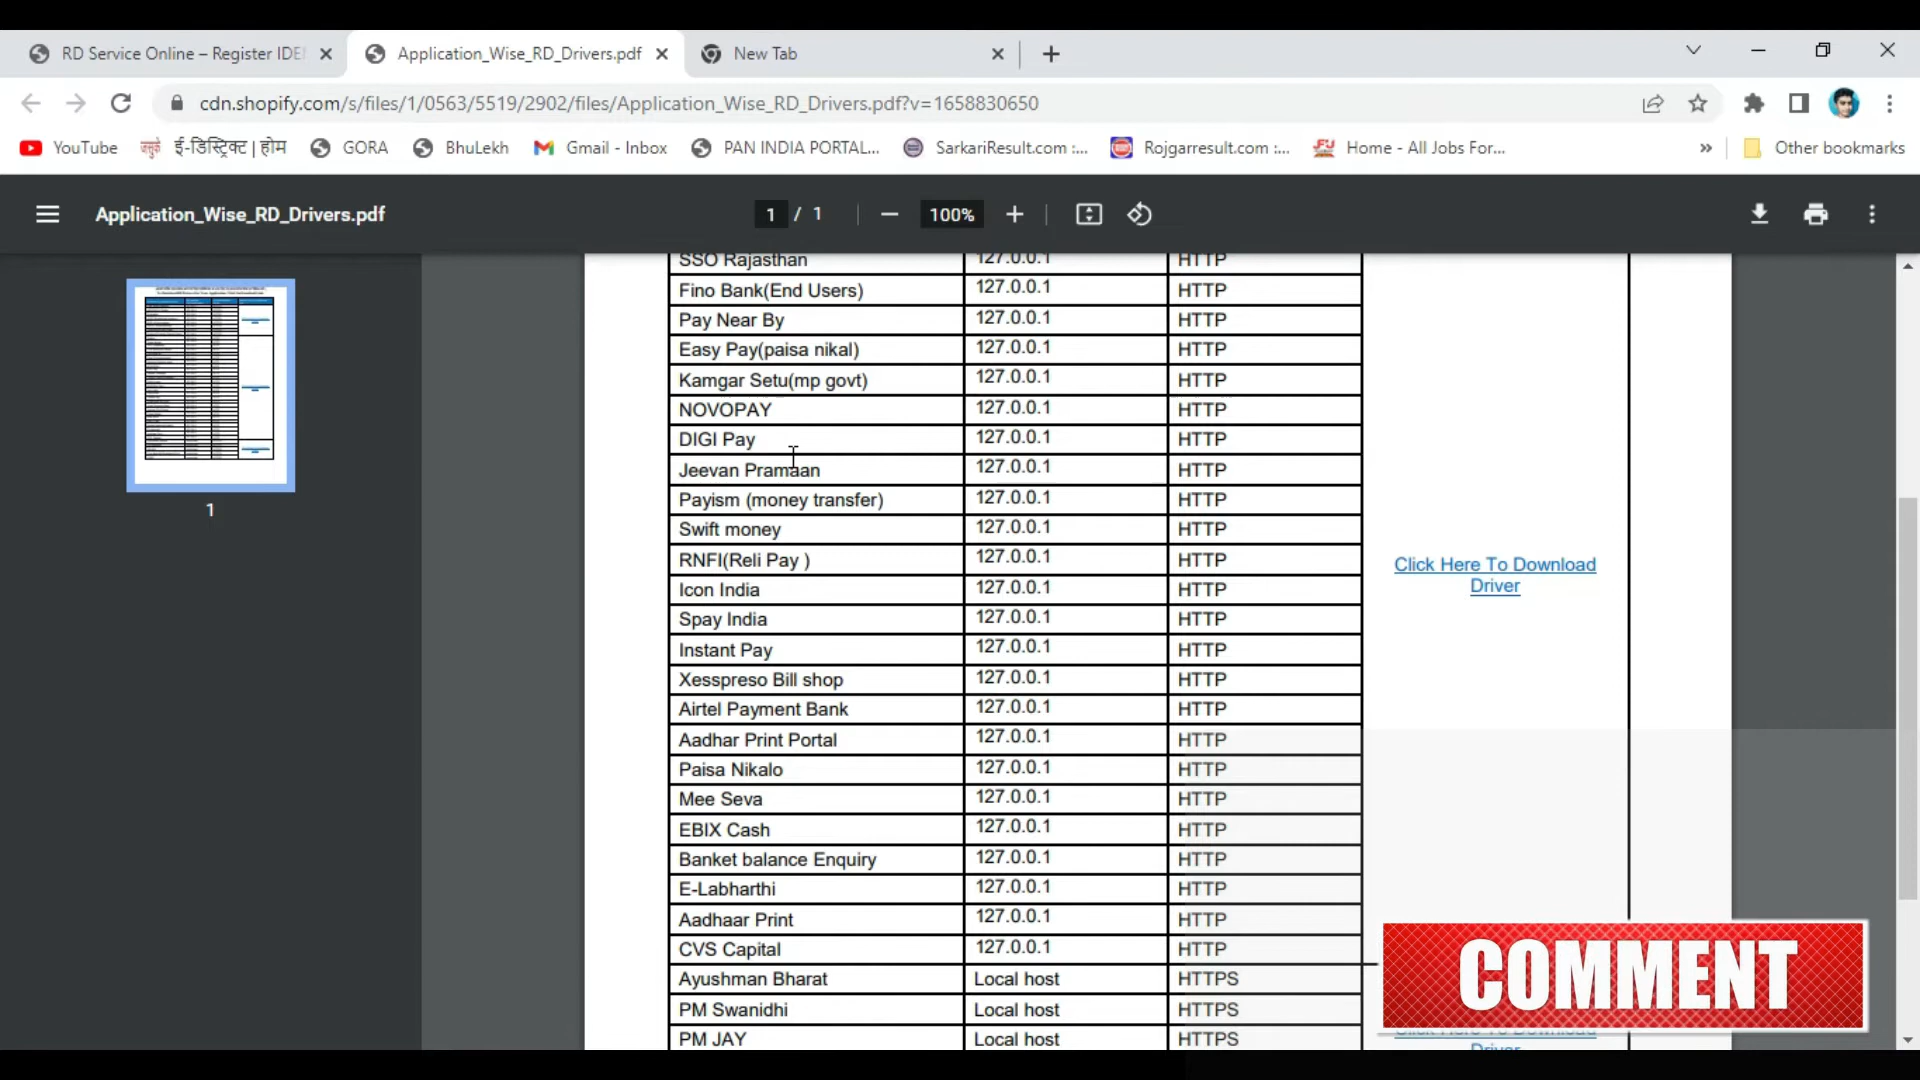 RD Service Online – Register IDE
Application_Wise_RD_Drivers.pdf
New Tab
cdn.shopify.com/s/files/1/0563/5519/2902/files/Application_Wise_RD_Drivers.pdf?v=1658830650
YouTube
ई-डिस्ट्रिक्ट | होम
GORA
BhuLekh
Gmail - Inbox
PAN INDIA PORTAL...
SarkariResult.com :...
Rojgarresult.com :...
Home - All Jobs For...
Other bookmarks
Application_Wise_RD_Drivers.pdf
1 / 1
100%
1
SSO Rajasthan 127.0.0.1 HTTP
Fino Bank(End Users) 127.0.0.1 HTTP
Pay Near By 127.0.0.1 HTTP
Easy Pay(paisa nikal) 127.0.0.1 HTTP
Kamgar Setu(mp govt) 127.0.0.1 HTTP
NOVOPAY 127.0.0.1 HTTP
DIGI Pay 127.0.0.1 HTTP
Jeevan Pramaan 127.0.0.1 HTTP
Payism (money transfer) 127.0.0.1 HTTP
Swift money 127.0.0.1 HTTP
RNFI(Reli Pay ) 127.0.0.1 HTTP
Click Here To Download
Driver
Icon India 127.0.0.1 HTTP
Spay India 127.0.0.1 HTTP
Instant Pay 127.0.0.1 HTTP
Xesspreso Bill shop 127.0.0.1 HTTP
Airtel Payment Bank 127.0.0.1 HTTP
Aadhar Print Portal 127.0.0.1 HTTP
Paisa Nikalo 127.0.0.1 HTTP
Mee Seva 127.0.0.1 HTTP
EBIX Cash 127.0.0.1 HTTP
Banket balance Enquiry 127.0.0.1 HTTP
E-Labharthi 127.0.0.1 HTTP
Aadhaar Print 127.0.0.1 HTTP
CVS Capital 127.0.0.1 HTTP
Ayushman Bharat Local host HTTPS
PM Swanidhi Local host HTTPS
PM JAY Local host HTTPS
COMMENT